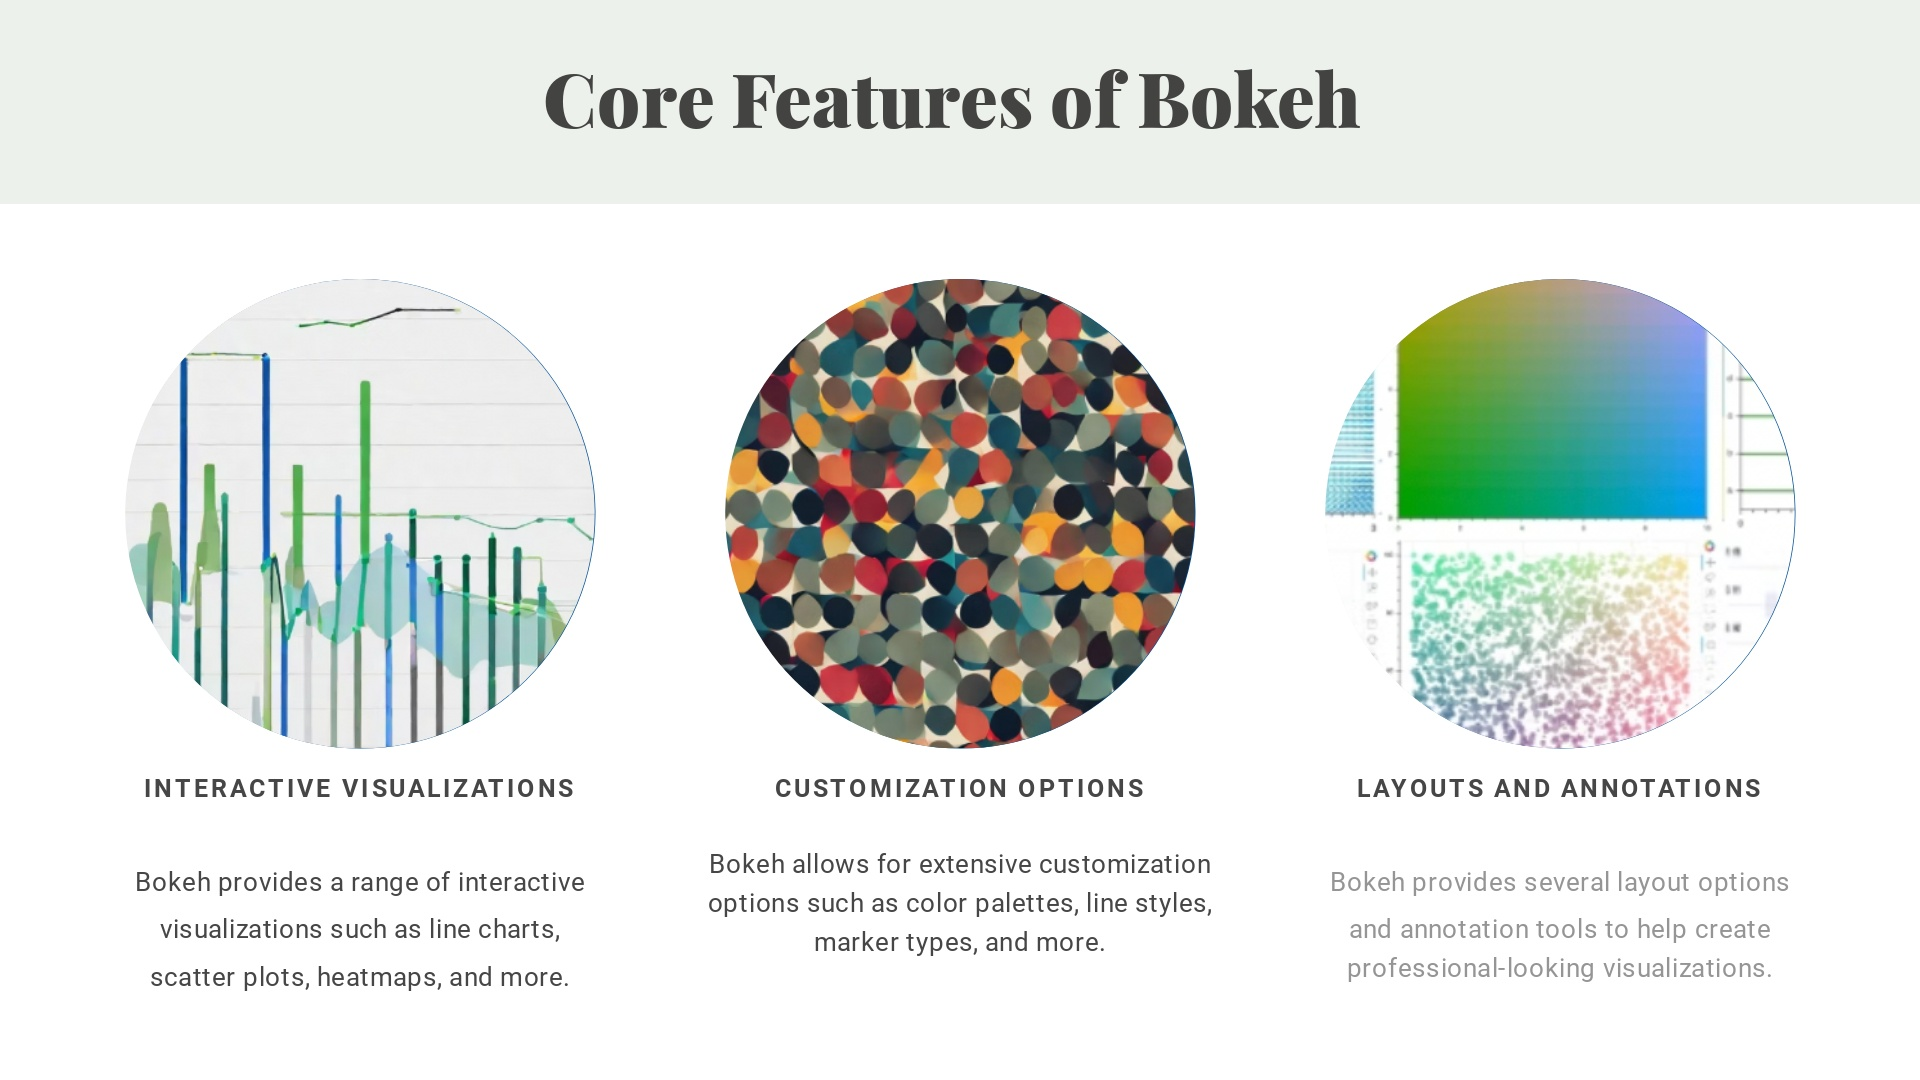 Core Features of Bokeh
INTERACTIVE VISUALIZATIONS
Bokeh provides a range of interactive
visualizations such as line charts,
scatter plots, heatmaps, and more.
CUSTOMIZATION OPTIONS
Bokeh allows for extensive customization
options such as color palettes, line styles,
marker types, and more.
LAYOUTS AND ANNOTATIONS
Bokeh provides several layout options
and annotation tools to help create
professional-looking visualizations.